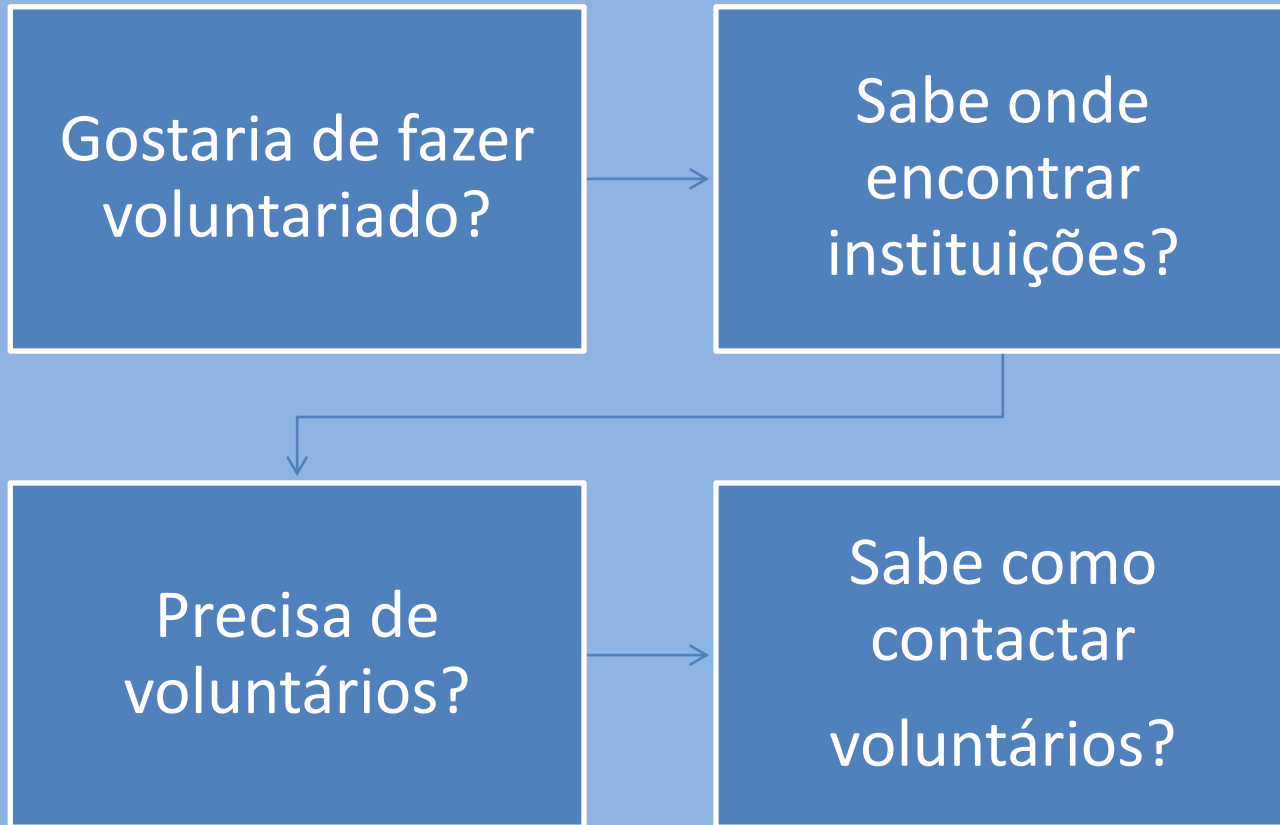 Gostaria de fazer
voluntariado?
Sabe onde
encontrar
instituições?
Precisa de
voluntários?
Sabe como
contactar
voluntários?